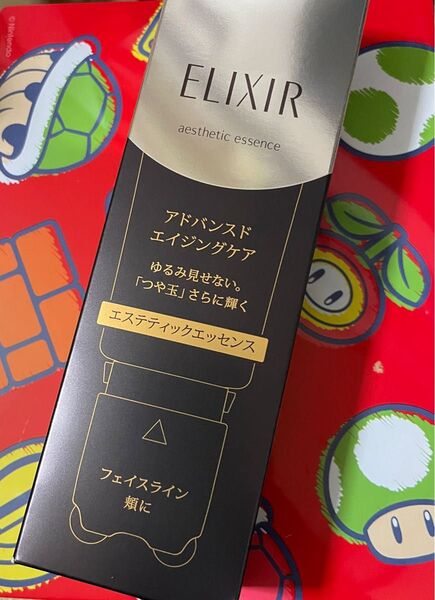 ©Nintendo
ELIXIR
aesthetic essence
アドバンスド
エイジングケア
ゆるみ見せない。
「つや玉」さらに輝く
エステティックエッセンス
フェイスライン
頬に